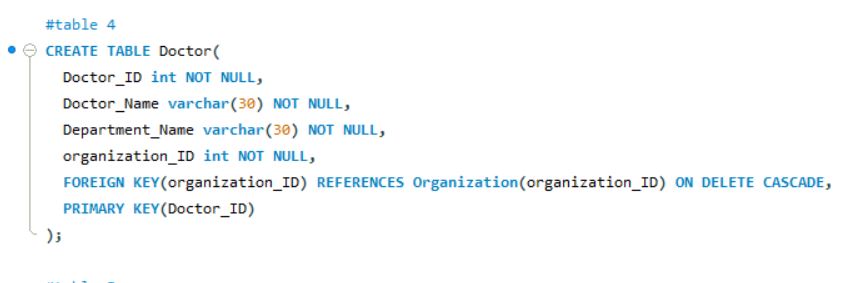 #table 4
CREATE TABLE Doctor(
Doctor_ID int NOT NULL,
Doctor_Name varchar(30) NOT NULL,
Department_Name varchar(30) NOT NULL,
organization_ID int NOT NULL,
FOREIGN KEY(organization_ID) REFERENCES Organization(organization_ID) ON DELETE CASCADE,
PRIMARY KEY(Doctor_ID)
);